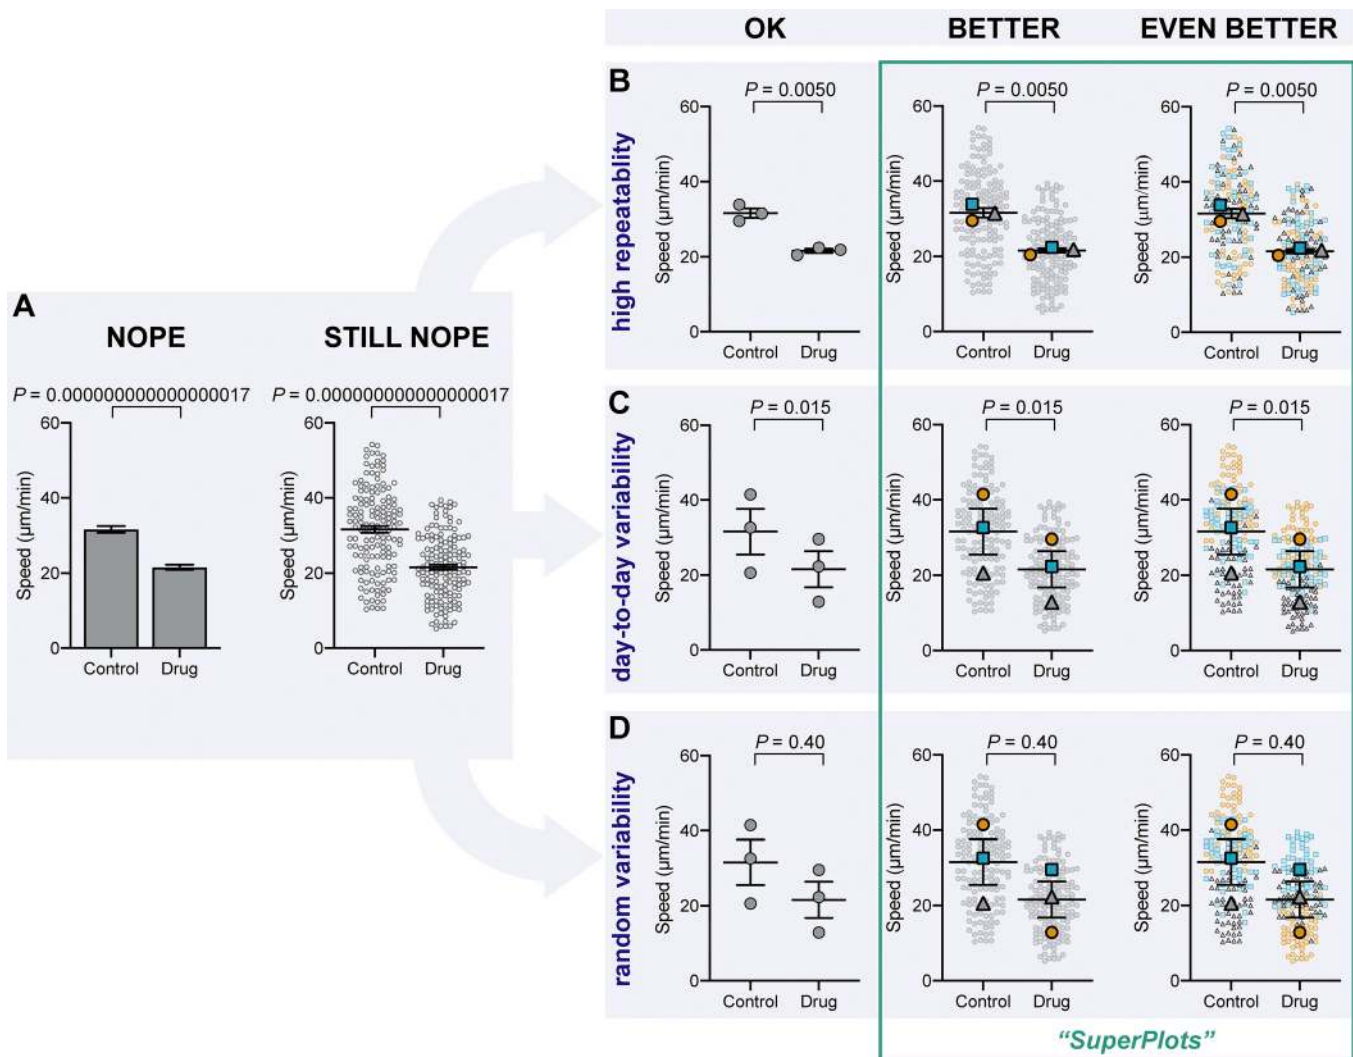 OK
BETTER
EVEN BETTER
A
NOPE
STILL NOPE
P = 0.0000000000000000017
P = 0.0000000000000000017
Speed (μm/min)
60
40
20
0
Control
Drug
Speed (μm/min)
60
40
20
0
Control
Drug
B
high repeatablity
P = 0.0050
Speed (μm/min)
60
40
20
0
Control
Drug
P = 0.0050
Speed (μm/min)
60
40
20
0
Control
Drug
P = 0.0050
Speed (μm/min)
60
40
20
0
Control
Drug
C
day-to-day variability
P = 0.015
Speed (μm/min)
60
40
20
0
Control
Drug
P = 0.015
Speed (μm/min)
60
40
20
0
Control
Drug
P = 0.015
Speed (μm/min)
60
40
20
0
Control
Drug
D
random variability
P = 0.40
Speed (μm/min)
60
40
20
0
Control
Drug
P = 0.40
Speed (μm/min)
60
40
20
0
Control
Drug
P = 0.40
Speed (μm/min)
60
40
20
0
Control
Drug
“SuperPlots”